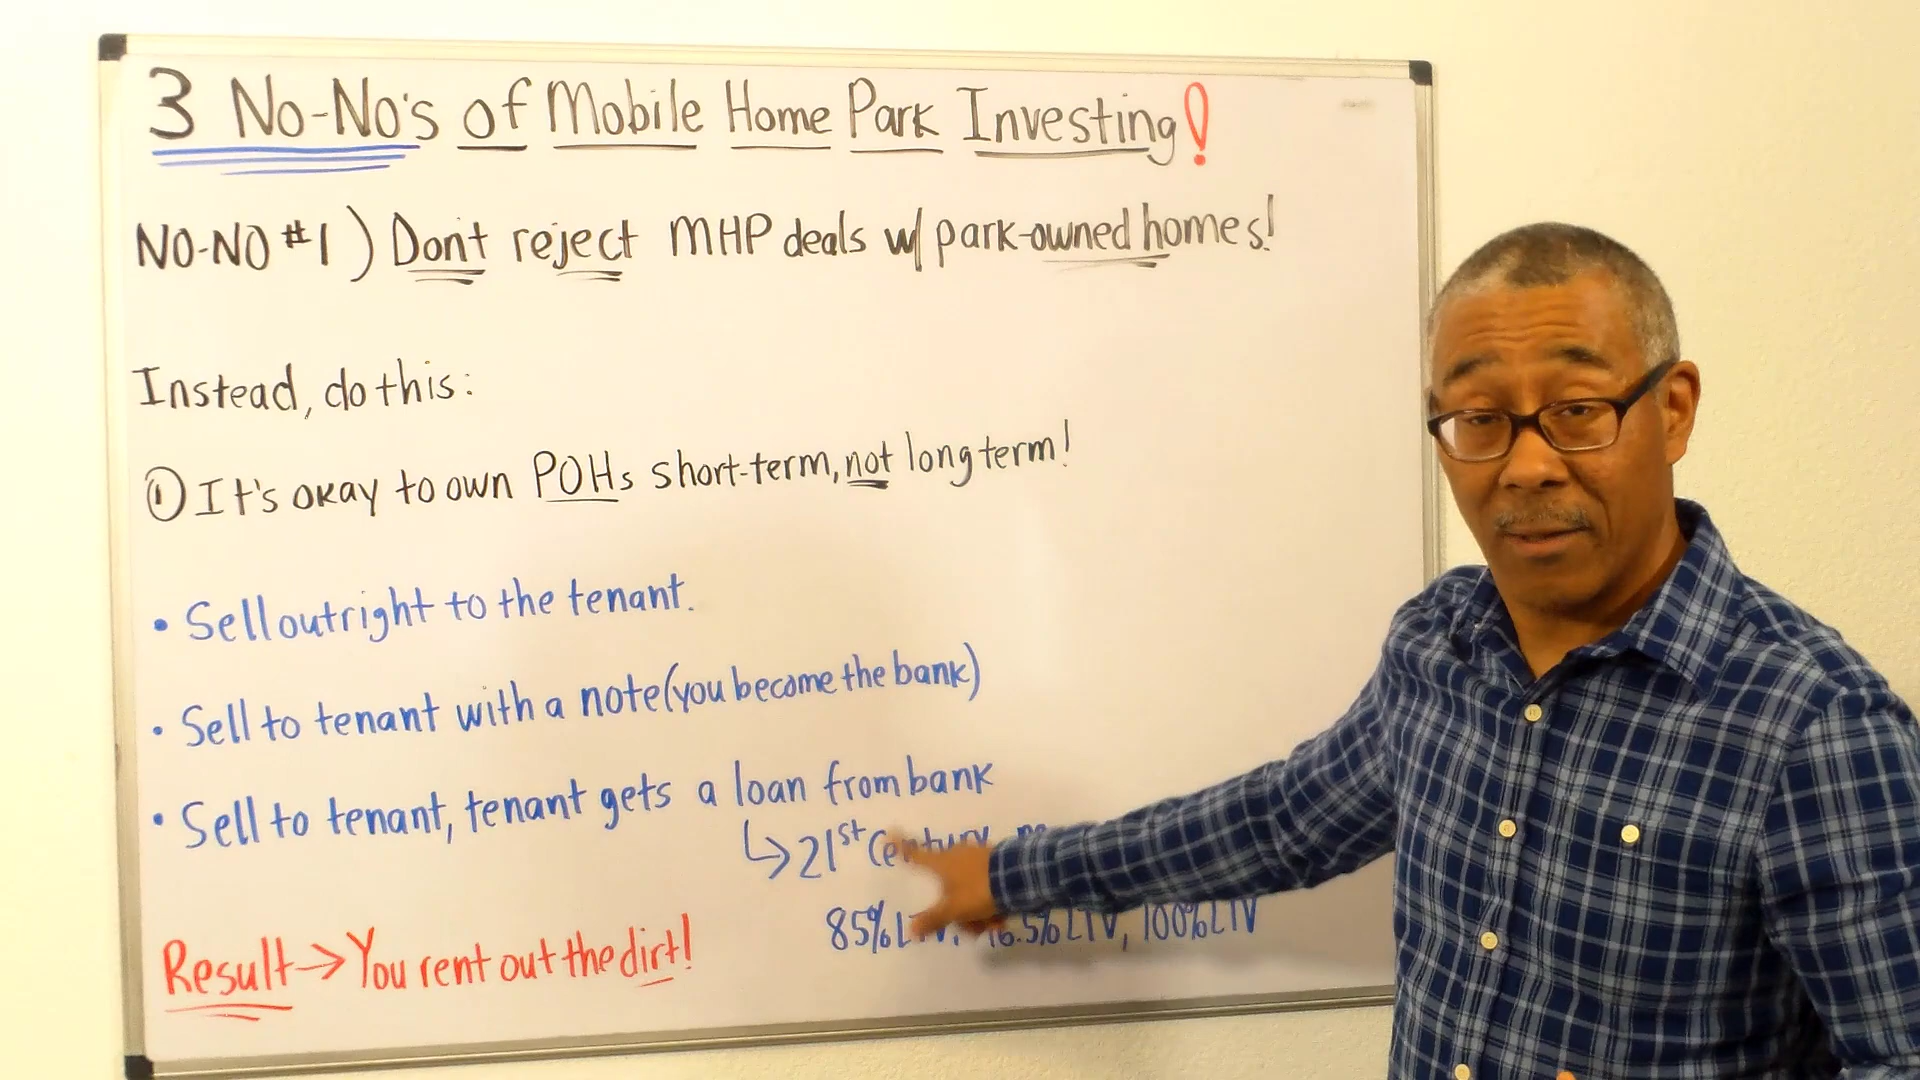 3 No-No's of Mobile Home Park Investing!
NO-NO #1) Don't reject MHP deals w/ park-owned homes!
Instead, do this:
① It's okay to own POHs short-term, not long term!
• Sell outright to the tenant.
• Sell to tenant with a note (you become the bank)
• Sell to tenant, tenant gets a loan from bank
↳ 21st Century
85% LTV, 100% LTV
Result → You rent out the dirt!